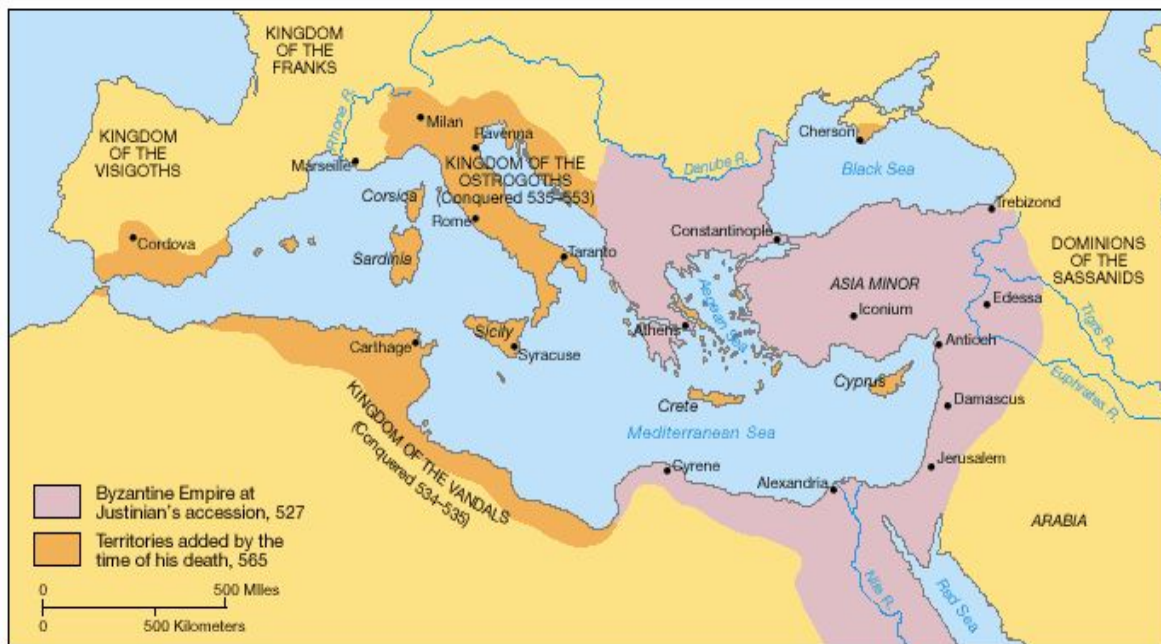 KINGDOM
OF THE
FRANKS
KINGDOM
OF THE
VISIGOTHS
Rhone R.
Marseille
Milan
Ravenna
KINGDOM OF THE
OSTROGOTHS
(Conquered 535–553)
Corsica
Rome
Sardinia
Taranto
Cordova
Danube R.
Cherson
Black Sea
Trebizond
Constantinople
DOMINIONS
OF THE
SASSANIDS
ASIA MINOR
Iconium
Edessa
Tigris R.
Aegean
Sea
Athens
Antioch
Euphrates R.
Sicily
Syracuse
Carthage
Cyprus
Crete
Damascus
Mediterranean Sea
KINGDOM OF THE VANDALS
(Conquered 534–535)
Cyrene
Alexandria
Jerusalem
ARABIA
Nile R.
Red Sea
Byzantine Empire at
Justinian's accession, 527
Territories added by the
time of his death, 565
0 500 Miles
0 500 Kilometers